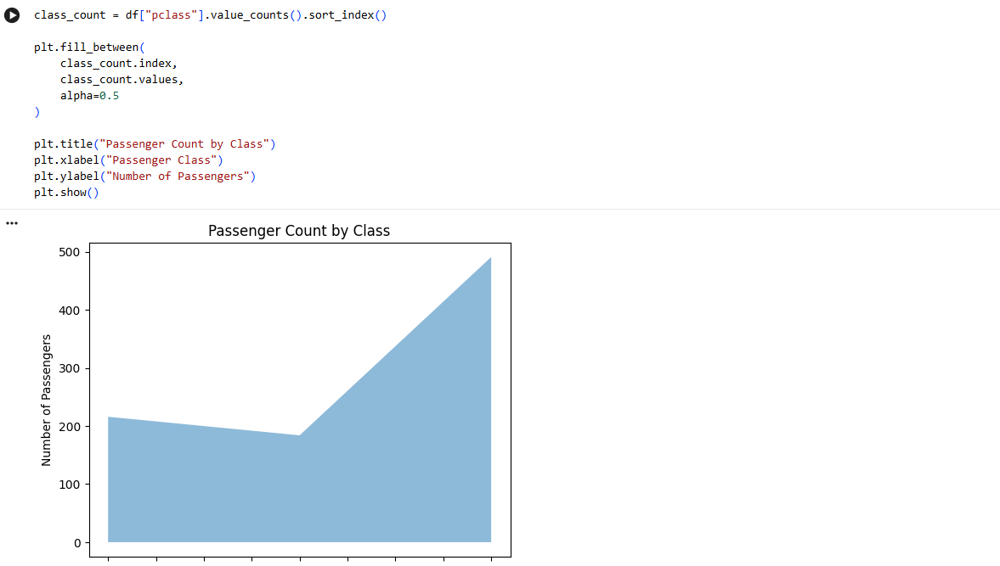 class_count = df["pclass"].value_counts().sort_index()
plt.fill_between(
class_count.index,
class_count.values,
alpha=0.5
)
plt.title("Passenger Count by Class")
plt.xlabel("Passenger Class")
plt.ylabel("Number of Passengers")
plt.show()
Passenger Count by Class
500
400
300
200
100
0
Number of Passengers